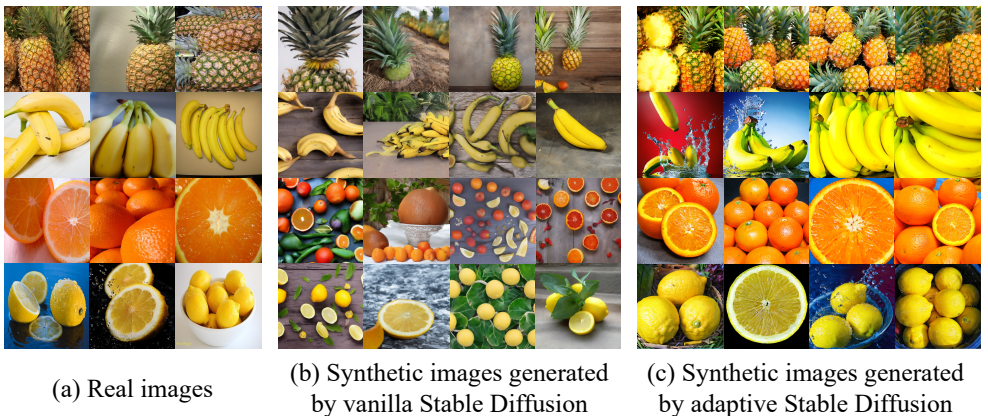 (a) Real images
(b) Synthetic images generated
by vanilla Stable Diffusion
(c) Synthetic images generated
by adaptive Stable Diffusion